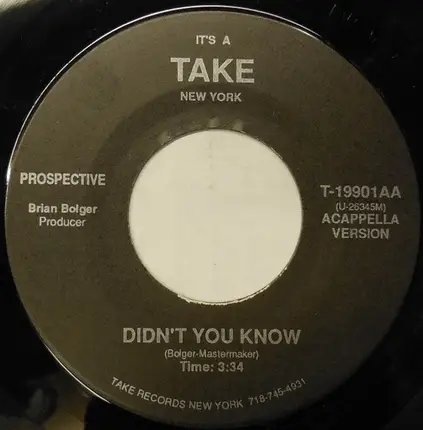 IT'S A
TAKE
NEW YORK
PROSPECTIVE
Brian Bolger
Producer
T-19901AA
(U-26345M)
ACAPPELLA
VERSION
DIDN'T YOU KNOW
(Bolger-Mastermaker)
Time: 3:34
TAKE RECORDS NEW YORK 718-745-4931